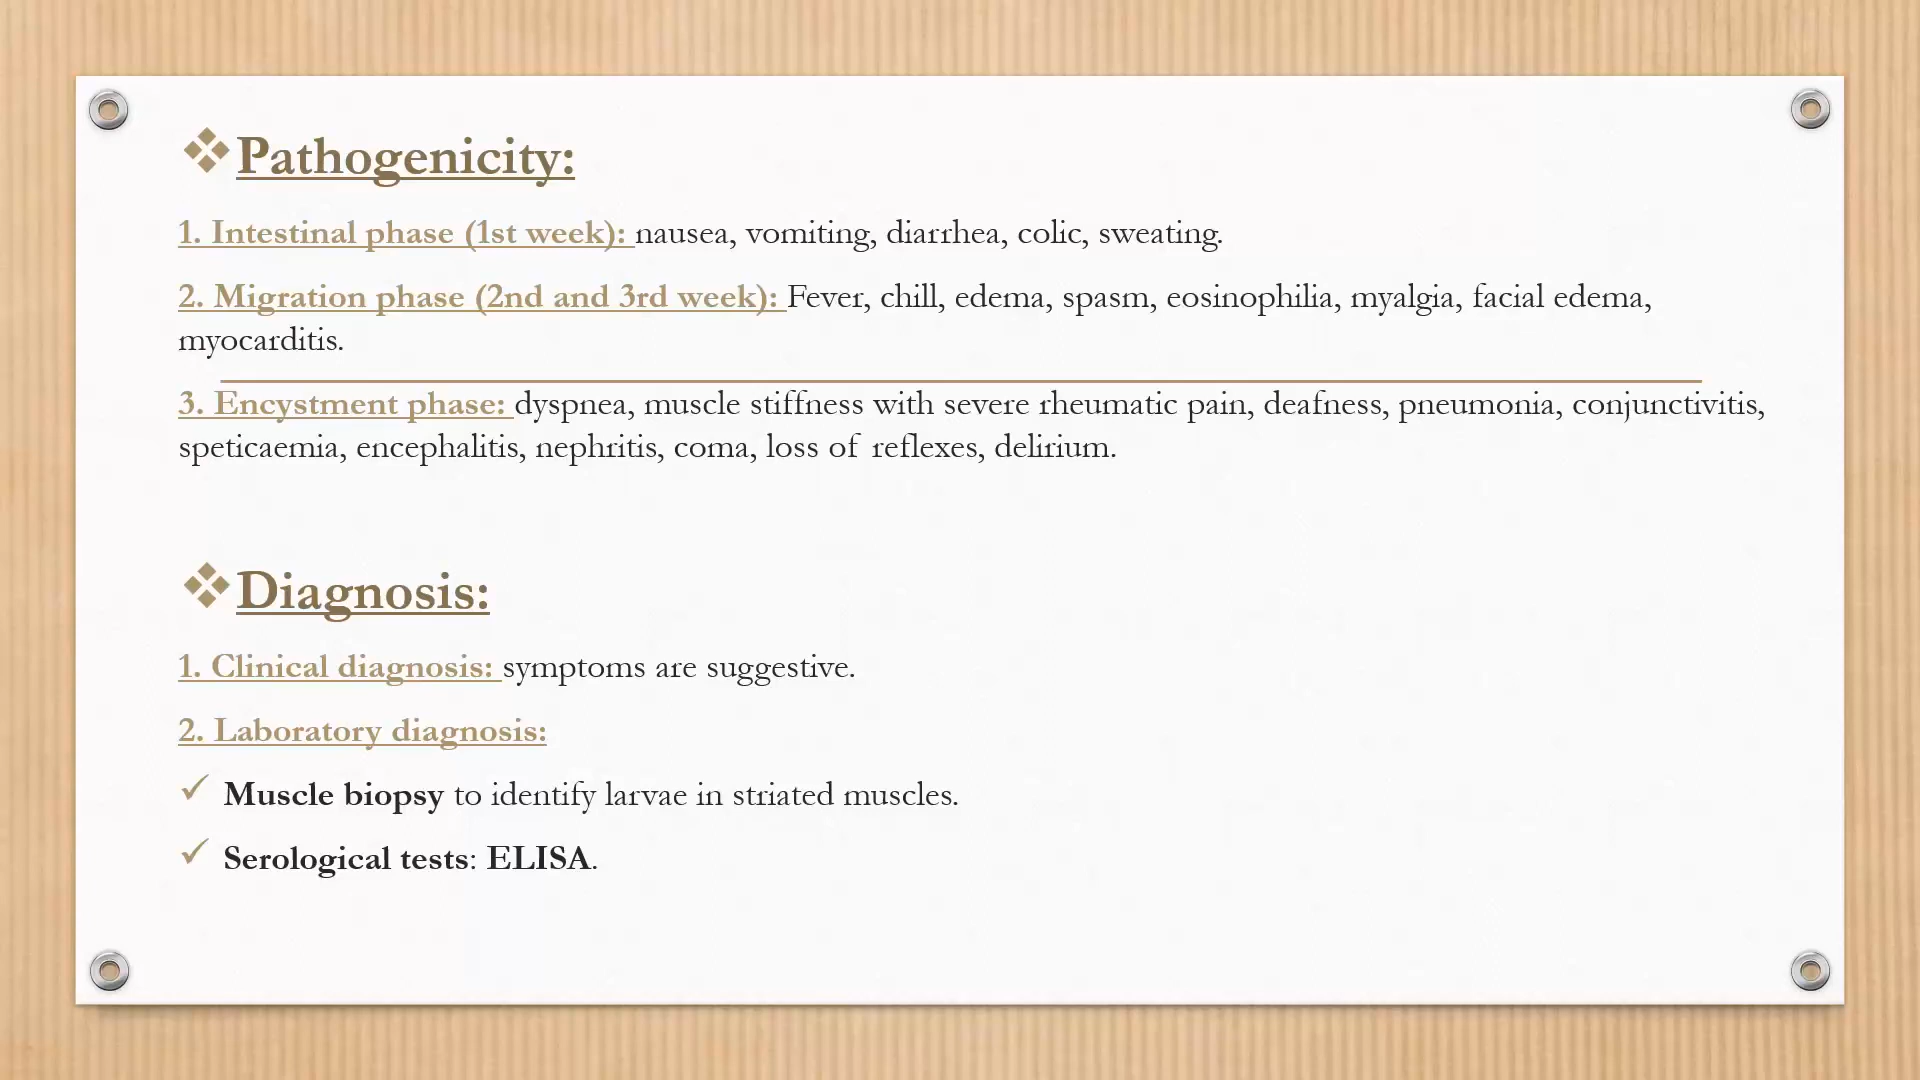 Pathogenicity:
1. Intestinal phase (1st week): nausea, vomiting, diarrhea, colic, sweating.
2. Migration phase (2nd and 3rd week): Fever, chill, edema, spasm, eosinophilia, myalgia, facial edema,
myocarditis.
3. Encystment phase: dyspnea, muscle stiffness with severe rheumatic pain, deafness, pneumonia, conjunctivitis,
speticaemia, encephalitis, nephritis, coma, loss of reflexes, delirium.
Diagnosis:
1. Clinical diagnosis: symptoms are suggestive.
2. Laboratory diagnosis:
Muscle biopsy to identify larvae in striated muscles.
Serological tests: ELISA.